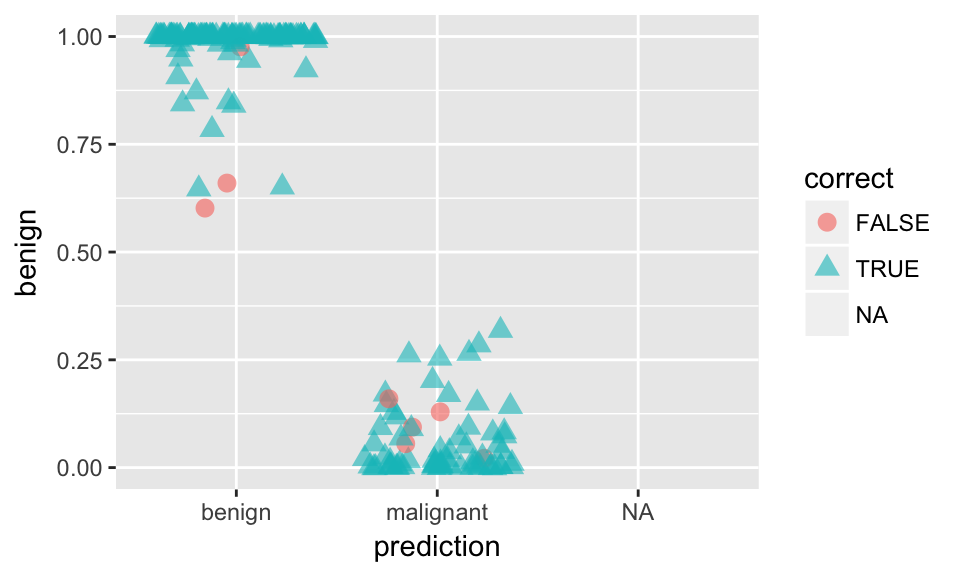 1.00
0.75
0.50
0.25
0.00
benign
benign
malignant
NA
prediction
correct
FALSE
TRUE
NA